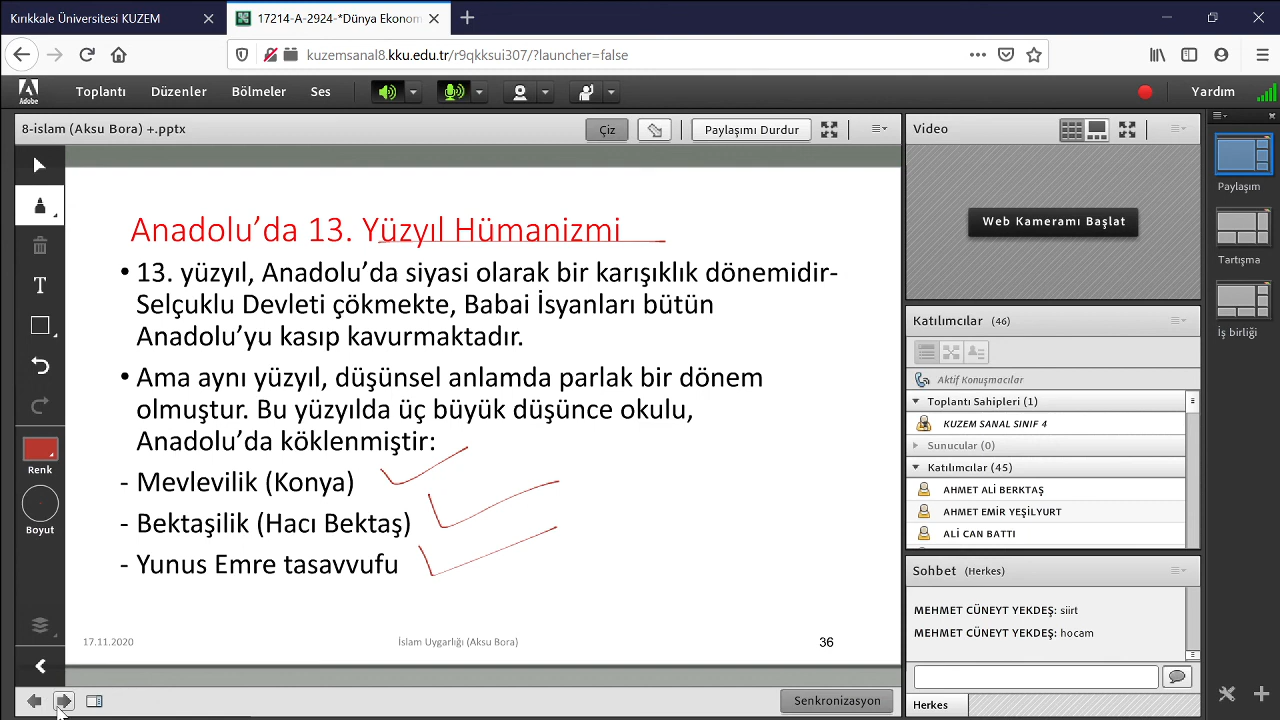 Kırıkkale Üniversitesi KUZEM
17214-A-2924-*Dünya Ekonom
kuzemsanal8.kku.edu.tr/r9qkksui307/?launcher=false
Adobe
Toplantı
Düzenler
Bölmeler
Ses
Yardım
8-islam (Aksu Bora) +.pptx
Çiz
Paylaşımı Durdur
Anadolu’da 13. Yüzyıl Hümanizmi
• 13. yüzyıl, Anadolu’da siyasi olarak bir karışıklık dönemidir-
Selçuklu Devleti çökmekte, Babai İsyanları bütün
Anadolu’yu kasıp kavurmaktadır.
• Ama aynı yüzyıl, düşünsel anlamda parlak bir dönem
olmuştur. Bu yüzyılda üç büyük düşünce okulu,
Anadolu’da köklenmiştir:
- Mevlevilik (Konya)
- Bektaşilik (Hacı Bektaş)
- Yunus Emre tasavvufu
17.11.2020
İslam Uygarlığı (Aksu Bora)
36
T
Renk
Boyut
Senkronizasyon
Video
Web Kameramı Başlat
Katılımcılar (46)
Aktif Konuşmacılar
Toplantı Sahipleri (1)
KUZEM SANAL SINIF 4
Sunucular (0)
Katılımcılar (45)
AHMET ALİ BERKTAŞ
AHMET EMİR YEŞİLYURT
ALİ CAN BATTI
Sohbet (Herkes)
MEHMET CÜNEYT YEKDEŞ: siirt
MEHMET CÜNEYT YEKDEŞ: hocam
Herkes
Paylaşım
Tartışma
İş birliği